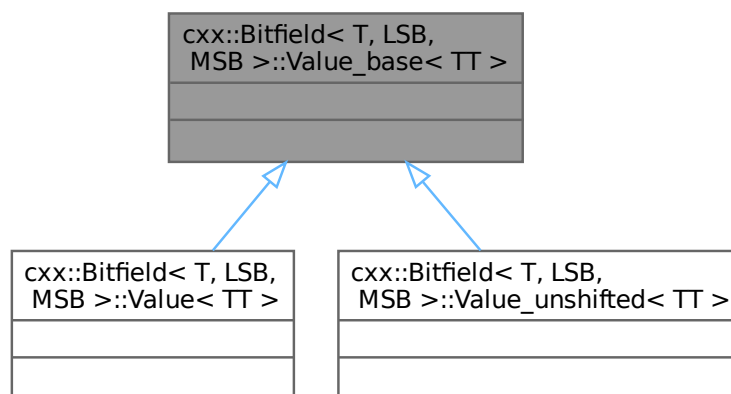 cxx::Bitfield< T, LSB,
MSB >::Value_base< TT >
cxx::Bitfield< T, LSB,
MSB >::Value< TT >
cxx::Bitfield< T, LSB,
MSB >::Value_unshifted< TT >